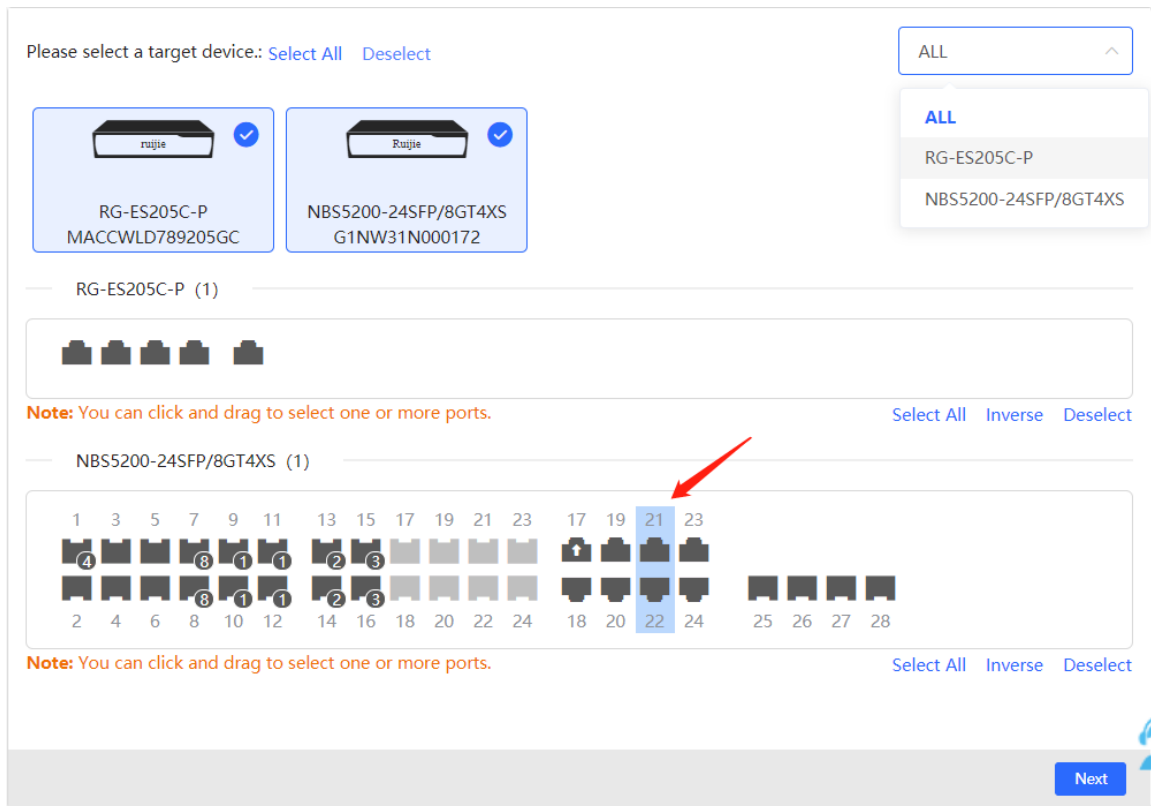 Please select a target device.: Select All Deselect
ALL
ALL
RG-ES205C-P
NBS5200-24SFP/8GT4XS
ruijie
Ruijie
RG-ES205C-P
MACCWLD789205GC
NBS5200-24SFP/8GT4XS
G1NW31N000172
RG-ES205C-P (1)
Note: You can click and drag to select one or more ports.
Select All Inverse Deselect
NBS5200-24SFP/8GT4XS (1)
1 3 5 7 9 11 13 15 17 19 21 23 17 19 21 23
4 8 1 1 2 3
8 1 1 2 3
2 4 6 8 10 12 14 16 18 20 22 24 18 20 22 24 25 26 27 28
Note: You can click and drag to select one or more ports.
Select All Inverse Deselect
Next